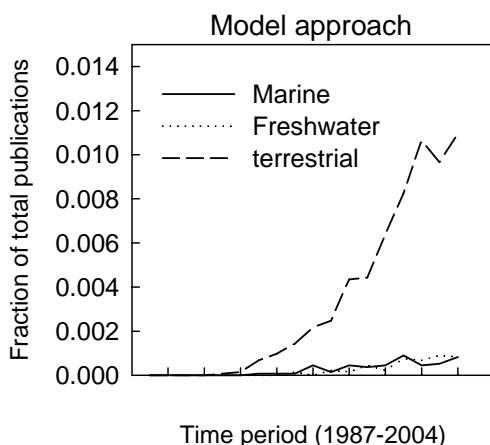 Model approach
Fraction of total publications
0.014
0.012
0.010
0.008
0.006
0.004
0.002
0.000
Marine
Freshwater
terrestrial
Time period (1987-2004)